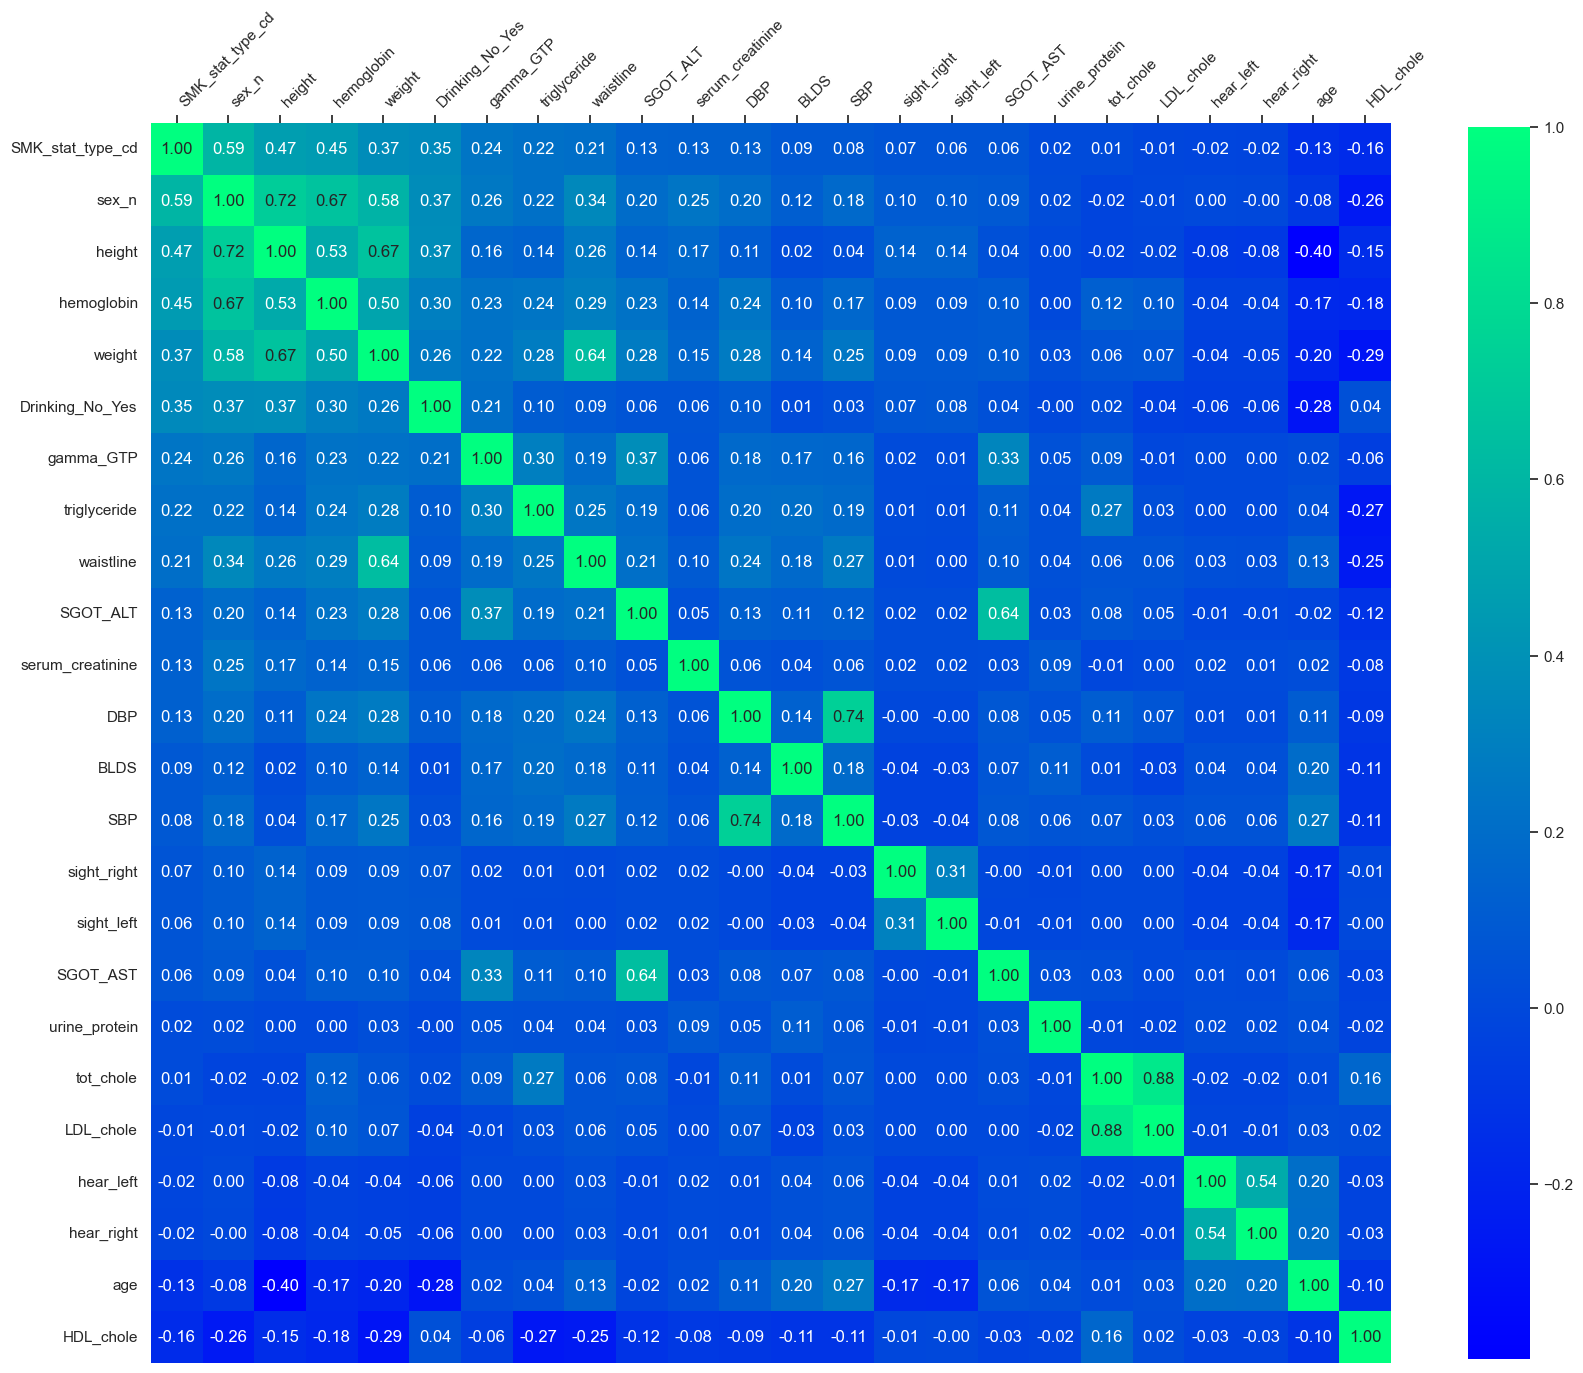 SMK_stat_type_cd sex_n height hemoglobin weight Drinking_No_Yes gamma_GTP triglyceride waistline SGOT_ALT serum_creatinine DBP BLDS SBP sight_right sight_left SGOT_AST urine_protein tot_chole LDL_chole hear_left hear_right age HDL_chole
SMK_stat_type_cd 1.00 0.59 0.47 0.45 0.37 0.35 0.24 0.22 0.21 0.13 0.13 0.13 0.09 0.08 0.07 0.06 0.06 0.02 0.01 -0.01 -0.02 -0.02 -0.13 -0.16
sex_n 0.59 1.00 0.72 0.67 0.58 0.37 0.26 0.22 0.34 0.20 0.25 0.20 0.12 0.18 0.10 0.10 0.09 0.02 -0.02 -0.01 0.00 -0.00 -0.08 -0.26
height 0.47 0.72 1.00 0.53 0.67 0.37 0.16 0.14 0.26 0.14 0.17 0.11 0.02 0.04 0.14 0.14 0.04 0.00 -0.02 -0.02 -0.08 -0.08 -0.40 -0.15
hemoglobin 0.45 0.67 0.53 1.00 0.50 0.30 0.23 0.24 0.29 0.23 0.14 0.24 0.10 0.17 0.09 0.09 0.10 0.00 0.12 0.10 -0.04 -0.04 -0.17 -0.18
weight 0.37 0.58 0.67 0.50 1.00 0.26 0.22 0.28 0.64 0.28 0.15 0.28 0.14 0.25 0.09 0.09 0.10 0.03 0.06 0.07 -0.04 -0.05 -0.20 -0.29
Drinking_No_Yes 0.35 0.37 0.37 0.30 0.26 1.00 0.21 0.10 0.09 0.06 0.06 0.10 0.01 0.03 0.07 0.08 0.04 -0.00 0.02 -0.04 -0.06 -0.06 -0.28 0.04
gamma_GTP 0.24 0.26 0.16 0.23 0.22 0.21 1.00 0.30 0.19 0.37 0.06 0.18 0.17 0.16 0.02 0.01 0.33 0.05 0.09 -0.01 0.00 0.00 0.02 -0.06
triglyceride 0.22 0.22 0.14 0.24 0.28 0.10 0.30 1.00 0.25 0.19 0.06 0.20 0.20 0.19 0.01 0.01 0.11 0.04 0.27 0.03 0.00 0.00 0.04 -0.27
waistline 0.21 0.34 0.26 0.29 0.64 0.09 0.19 0.25 1.00 0.21 0.10 0.24 0.18 0.27 0.01 0.00 0.10 0.04 0.06 0.06 0.03 0.03 0.13 -0.25
SGOT_ALT 0.13 0.20 0.14 0.23 0.28 0.06 0.37 0.19 0.21 1.00 0.05 0.13 0.11 0.12 0.02 0.02 0.64 0.03 0.08 0.05 -0.01 -0.01 -0.02 -0.12
serum_creatinine 0.13 0.25 0.17 0.14 0.15 0.06 0.06 0.06 0.10 0.05 1.00 0.06 0.04 0.06 0.02 0.02 0.03 0.09 -0.01 0.00 0.02 0.01 0.02 -0.08
DBP 0.13 0.20 0.11 0.24 0.28 0.10 0.18 0.20 0.24 0.13 0.06 1.00 0.14 0.74 -0.00 -0.00 0.08 0.05 0.11 0.07 0.01 0.01 0.11 -0.09
BLDS 0.09 0.12 0.02 0.10 0.14 0.01 0.17 0.20 0.18 0.11 0.04 0.14 1.00 0.18 -0.04 -0.03 0.07 0.11 0.01 -0.03 0.04 0.04 0.20 -0.11
SBP 0.08 0.18 0.04 0.17 0.25 0.03 0.16 0.19 0.27 0.12 0.06 0.74 0.18 1.00 -0.03 -0.04 0.08 0.06 0.07 0.03 0.06 0.06 0.27 -0.11
sight_right 0.07 0.10 0.14 0.09 0.09 0.07 0.02 0.01 0.01 0.02 0.02 -0.00 -0.04 -0.03 1.00 0.31 -0.00 -0.01 0.00 0.00 -0.04 -0.04 -0.17 -0.01
sight_left 0.06 0.10 0.14 0.09 0.09 0.08 0.01 0.01 0.00 0.02 0.02 -0.00 -0.03 -0.04 0.31 1.00 -0.01 -0.01 0.00 0.00 -0.04 -0.04 -0.17 -0.00
SGOT_AST 0.06 0.09 0.04 0.10 0.10 0.04 0.33 0.11 0.10 0.64 0.03 0.08 0.07 0.08 -0.00 -0.01 1.00 0.03 0.03 0.00 0.01 0.01 0.06 -0.03
urine_protein 0.02 0.02 0.00 0.00 0.03 -0.00 0.05 0.04 0.04 0.03 0.09 0.05 0.11 0.06 -0.01 -0.01 0.03 1.00 -0.01 -0.02 0.02 0.02 0.04 -0.02
tot_chole 0.01 -0.02 -0.02 0.12 0.06 0.02 0.09 0.27 0.06 0.08 -0.01 0.11 0.01 0.07 0.00 0.00 0.03 -0.01 1.00 0.88 -0.02 -0.02 0.01 0.16
LDL_chole -0.01 -0.01 -0.02 0.10 0.07 -0.04 -0.01 0.03 0.06 0.05 0.00 0.07 -0.03 0.03 0.00 0.00 0.00 -0.02 0.88 1.00 -0.01 -0.01 0.03 0.02
hear_left -0.02 0.00 -0.08 -0.04 -0.04 -0.06 0.00 0.00 0.03 -0.01 0.02 0.01 0.04 0.06 -0.04 -0.04 0.01 0.02 -0.02 -0.01 1.00 0.54 0.20 -0.03
hear_right -0.02 -0.00 -0.08 -0.04 -0.05 -0.06 0.00 0.00 0.03 -0.01 0.01 0.01 0.04 0.06 -0.04 -0.04 0.01 0.02 -0.02 -0.01 0.54 1.00 0.20 -0.03
age -0.13 -0.08 -0.40 -0.17 -0.20 -0.28 0.02 0.04 0.13 -0.02 0.02 0.11 0.20 0.27 -0.17 -0.17 0.06 0.04 0.01 0.03 0.20 0.20 1.00 -0.10
HDL_chole -0.16 -0.26 -0.15 -0.18 -0.29 0.04 -0.06 -0.27 -0.25 -0.12 -0.08 -0.09 -0.11 -0.11 -0.01 -0.00 -0.03 -0.02 0.16 0.02 -0.03 -0.03 -0.10 1.00
1.0
0.8
0.6
0.4
0.2
0.0
−0.2